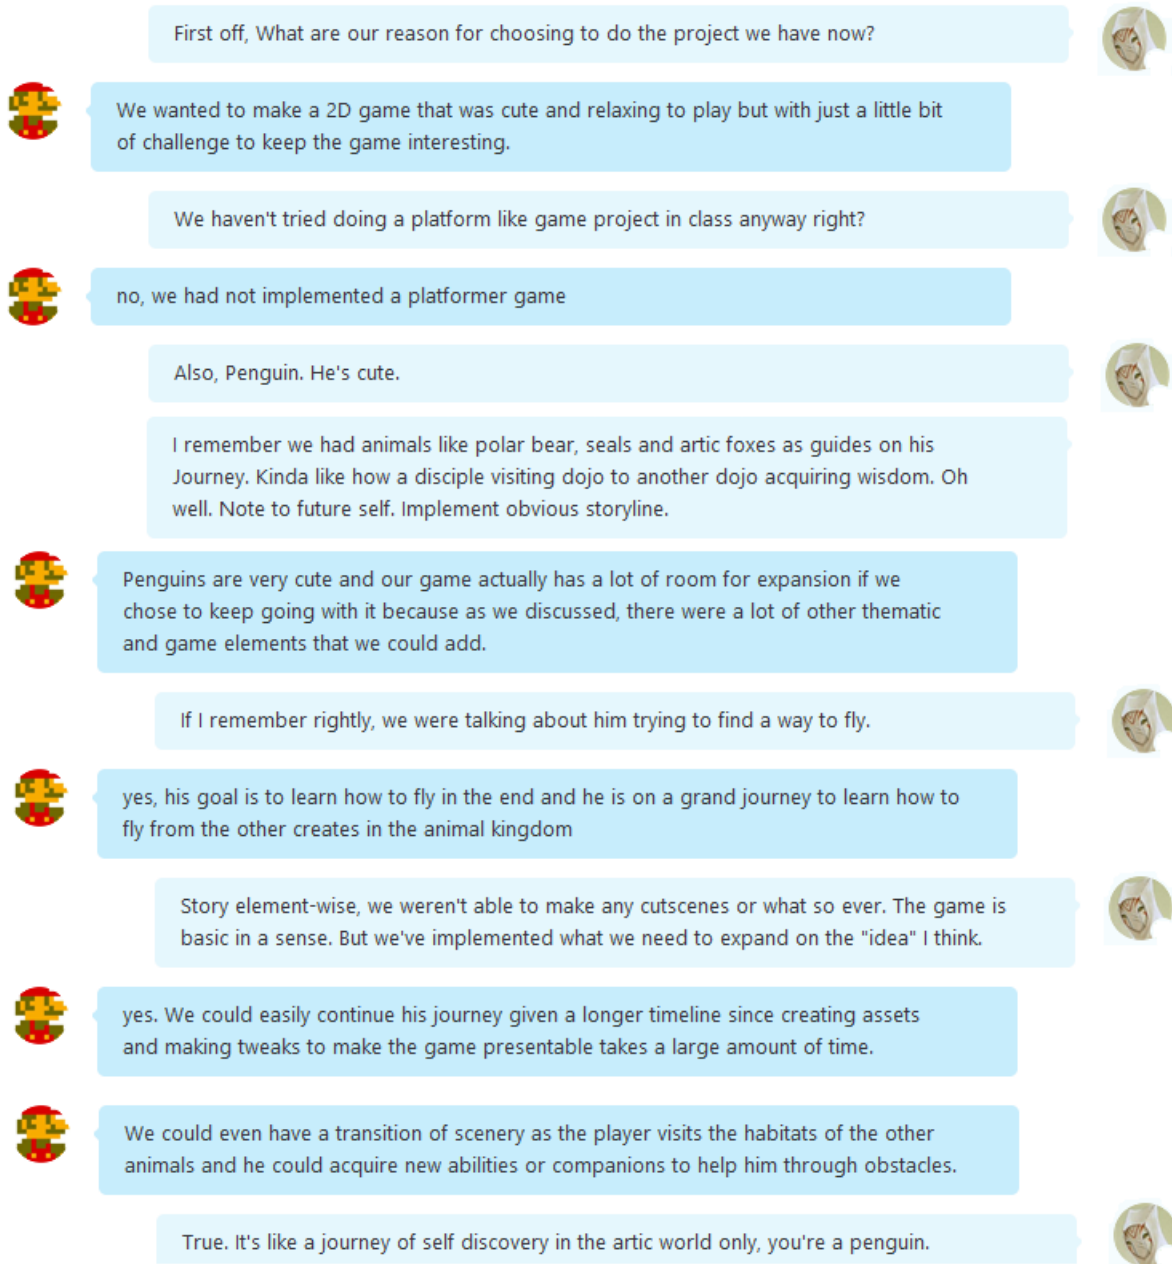 First off, What are our reason for choosing to do the project we have now?
We wanted to make a 2D game that was cute and relaxing to play but with just a little bit
of challenge to keep the game interesting.
We haven't tried doing a platform like game project in class anyway right?
no, we had not implemented a platformer game
Also, Penguin. He's cute.
I remember we had animals like polar bear, seals and artic foxes as guides on his
Journey. Kinda like how a disciple visiting dojo to another dojo acquiring wisdom. Oh
well. Note to future self. Implement obvious storyline.
Penguins are very cute and our game actually has a lot of room for expansion if we
chose to keep going with it because as we discussed, there were a lot of other thematic
and game elements that we could add.
If I remember rightly, we were talking about him trying to find a way to fly.
yes, his goal is to learn how to fly in the end and he is on a grand journey to learn how to
fly from the other creates in the animal kingdom
Story element-wise, we weren't able to make any cutscenes or what so ever. The game is
basic in a sense. But we've implemented what we need to expand on the "idea" I think.
yes. We could easily continue his journey given a longer timeline since creating assets
and making tweaks to make the game presentable takes a large amount of time.
We could even have a transition of scenery as the player visits the habitats of the other
animals and he could acquire new abilities or companions to help him through obstacles.
True. It's like a journey of self discovery in the artic world only, you're a penguin.